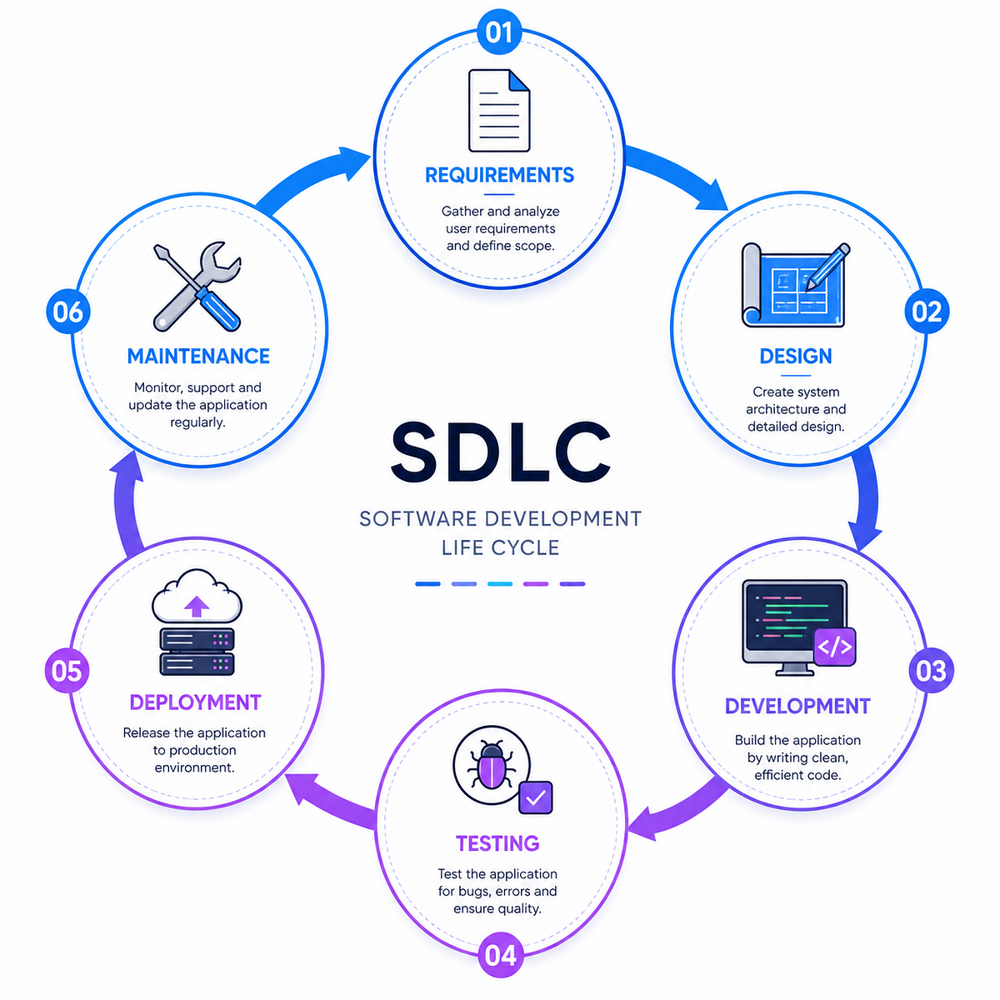 01
REQUIREMENTS
Gather and analyze
user requirements
and define scope.
02
DESIGN
Create system
architecture and
detailed design.
03
</>
DEVELOPMENT
Build the application
by writing clean,
efficient code.
04
TESTING
Test the application
for bugs, errors and
ensure quality.
05
DEPLOYMENT
Release the application
to production
environment.
06
MAINTENANCE
Monitor, support and
update the application
regularly.
SDLC
SOFTWARE DEVELOPMENT
LIFE CYCLE